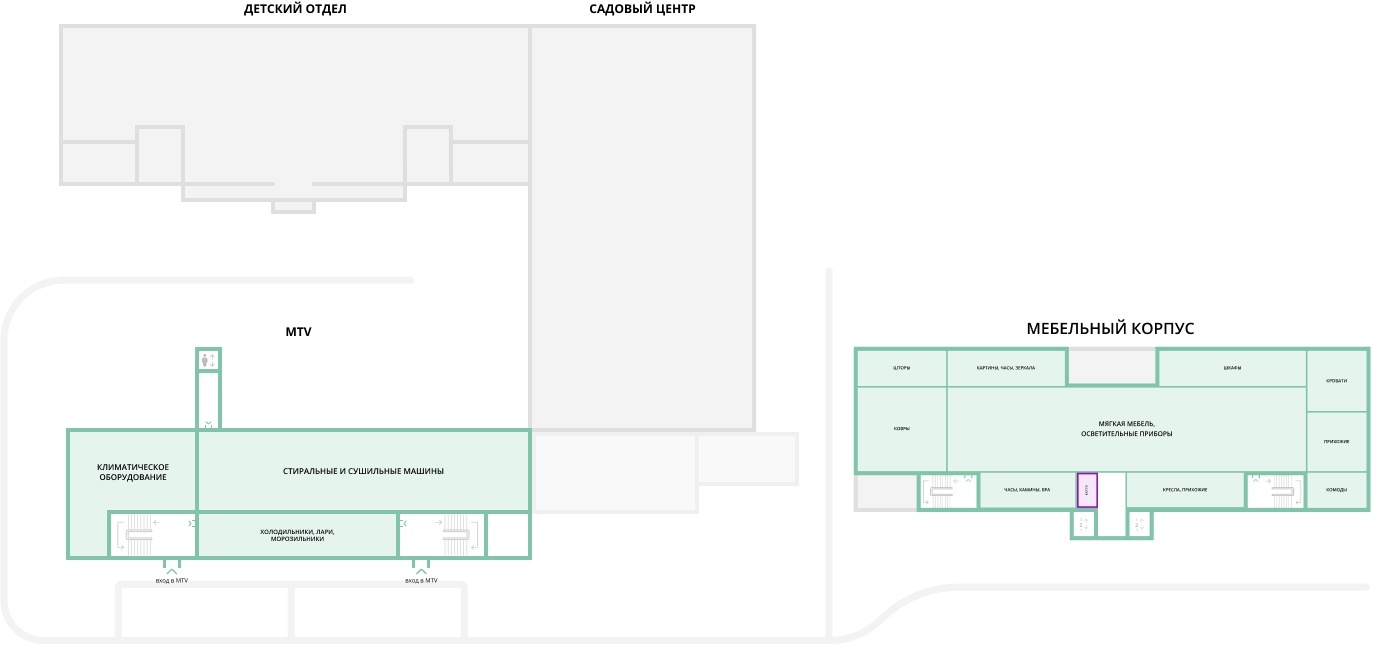 ДЕТСКИЙ ОТДЕЛ
САДОВЫЙ ЦЕНТР
MTV
МЕБЕЛЬНЫЙ КОРПУС
КЛИМАТИЧЕСКОЕ
ОБОРУДОВАНИЕ
СТИРАЛЬНЫЕ И СУШИЛЬНЫЕ МАШИНЫ
ХОЛОДИЛЬНИКИ, ЛАРИ,
МОРОЗИЛЬНИКИ
вход в MTV
вход в MTV
ШТОРЫ
КАРТИНЫ, ЧАСЫ, ЗЕРКАЛА
ШКАФЫ
КРОВАТИ
КОВРЫ
МЯГКАЯ МЕБЕЛЬ,
ОСВЕТИТЕЛЬНЫЕ ПРИБОРЫ
ПРИХОЖИЕ
ЧАСЫ, КАМИНЫ, БРА
КАССЫ
КРЕСЛА, ПРИХОЖИЕ
КОМОДЫ